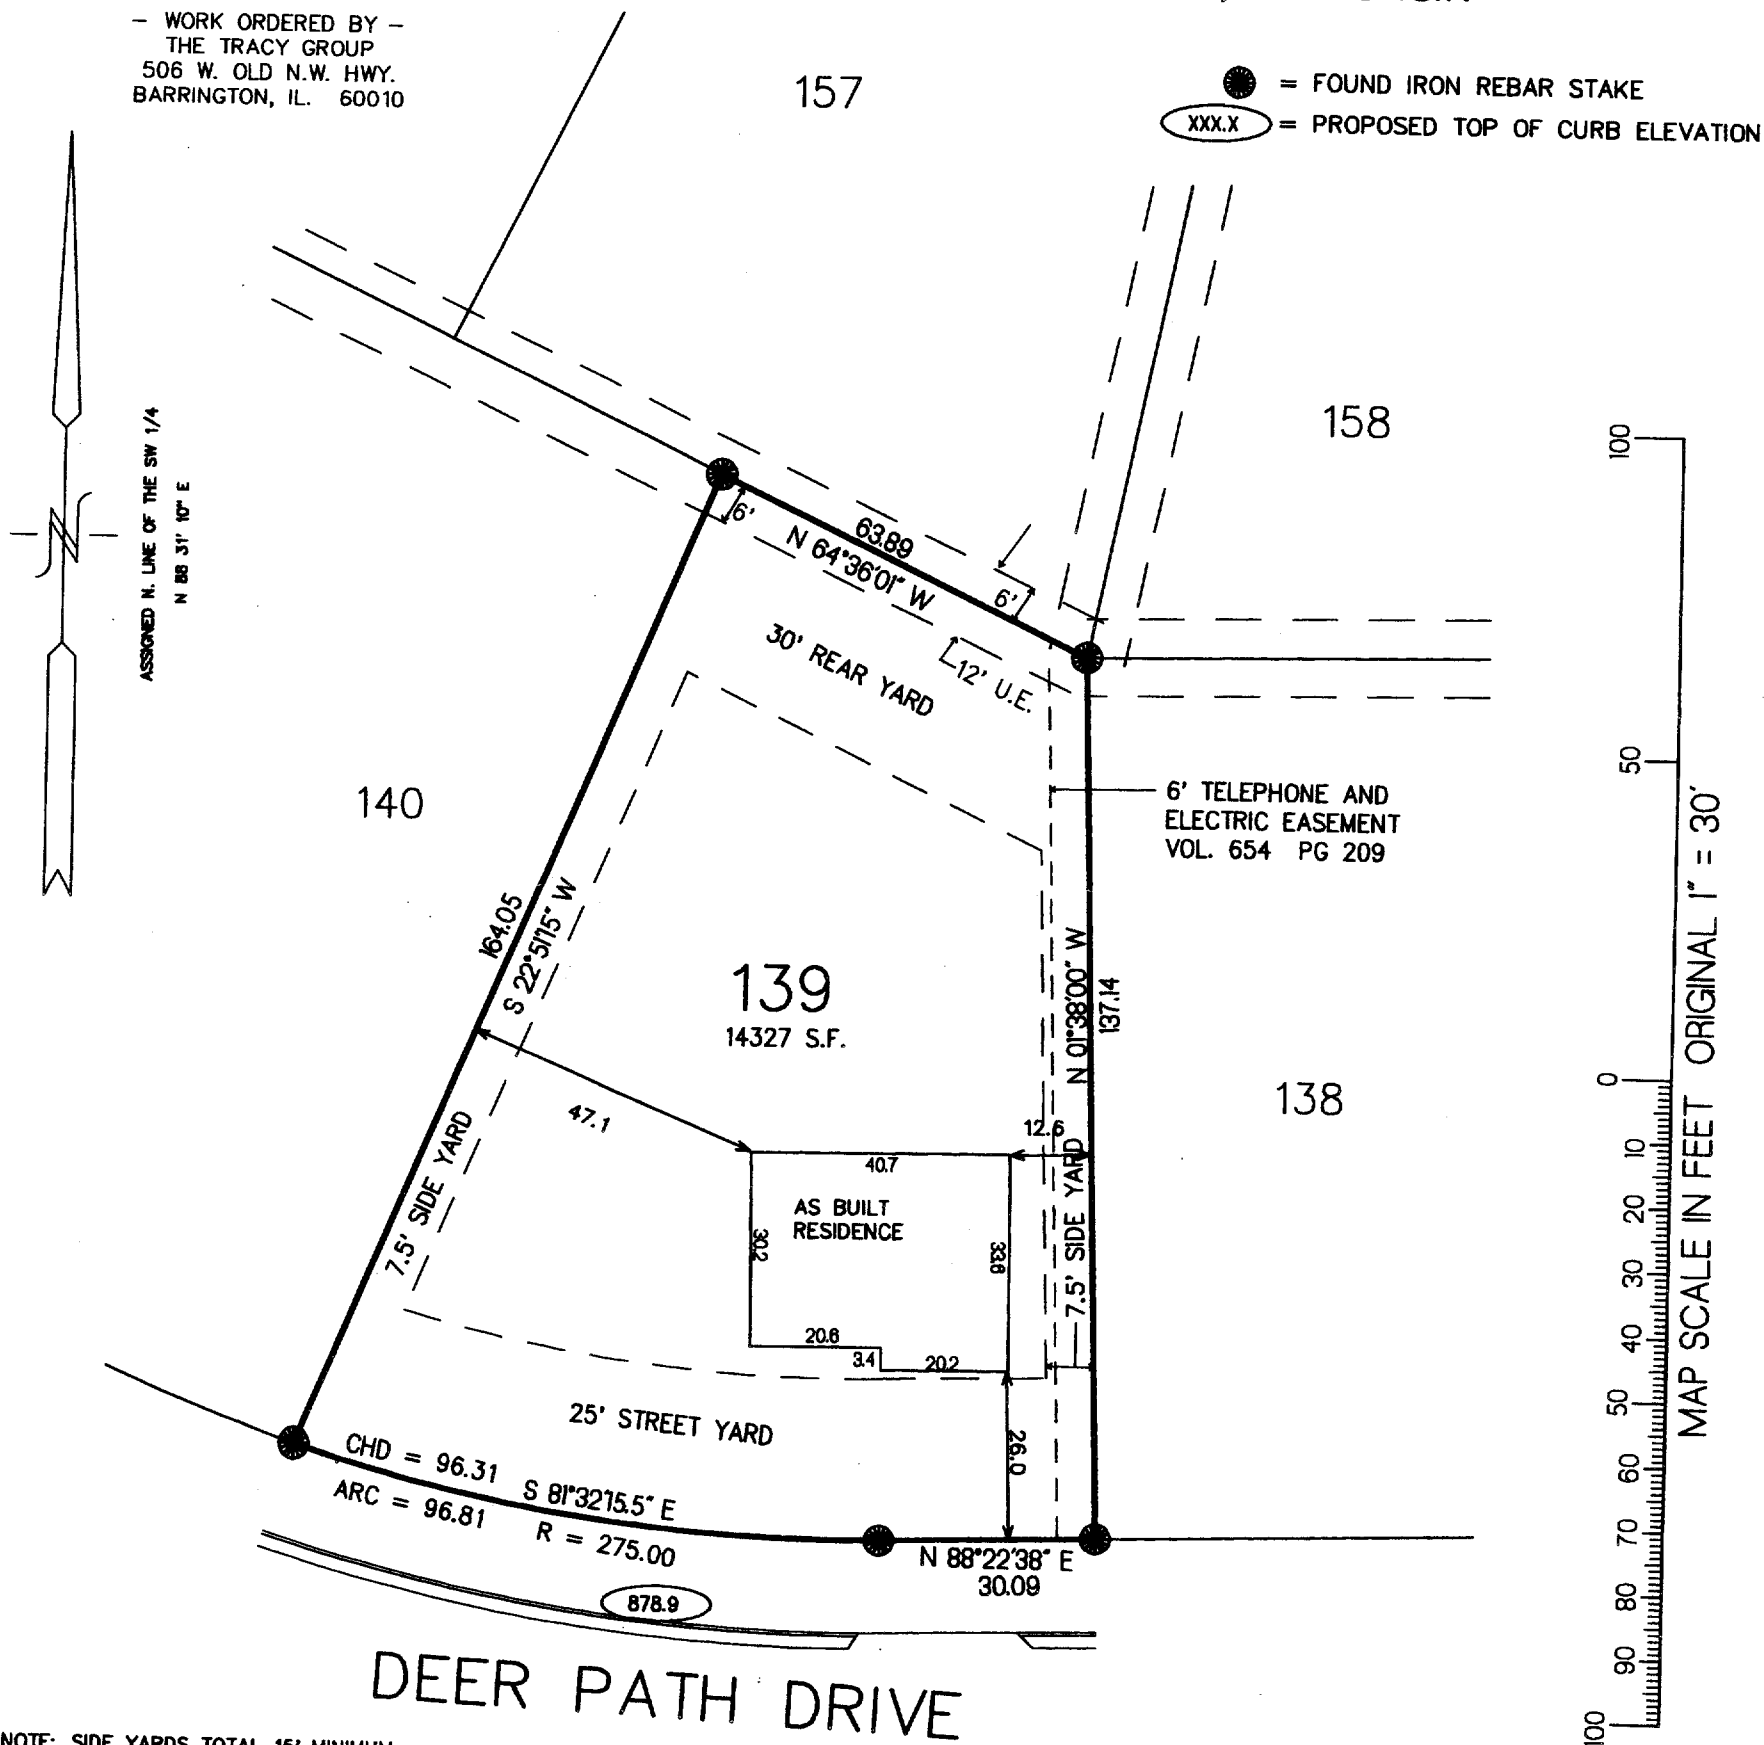 — WORK ORDERED BY —
THE TRACY GROUP
506 W. OLD N.W. HWY.
BARRINGTON, IL. 60010
= FOUND IRON REBAR STAKE
XXX.X = PROPOSED TOP OF CURB ELEVATION
157
158
ASSIGNED N. LINE OF THE SW 1/4
N 88 31' 10" E
N
6'
63.89
N 64°36'01" W
6'
30' REAR YARD
12' U.E.
140
6' TELEPHONE AND
ELECTRIC EASEMENT
VOL. 654 PG 209
164.05
S 22°51'15" W
139
14327 S.F.
N 01°38'00" W
137.14
138
47.1
12.6
40.7
AS BUILT
RESIDENCE
30.2
33.6
7.5' SIDE YARD
7.5' SIDE YARD
20.6
3.4
20.2
25' STREET YARD
26.0
CHD = 96.31 S 81°32'15.5" E
ARC = 96.81 R = 275.00
N 88°22'38" E
30.09
878.9
DEER PATH DRIVE
NOTE: SIDE YARDS TOTAL 15' MINIMUM
100
50
0
10
20
30
40
50
60
70
80
90
100
MAP SCALE IN FEET ORIGINAL 1" = 30'